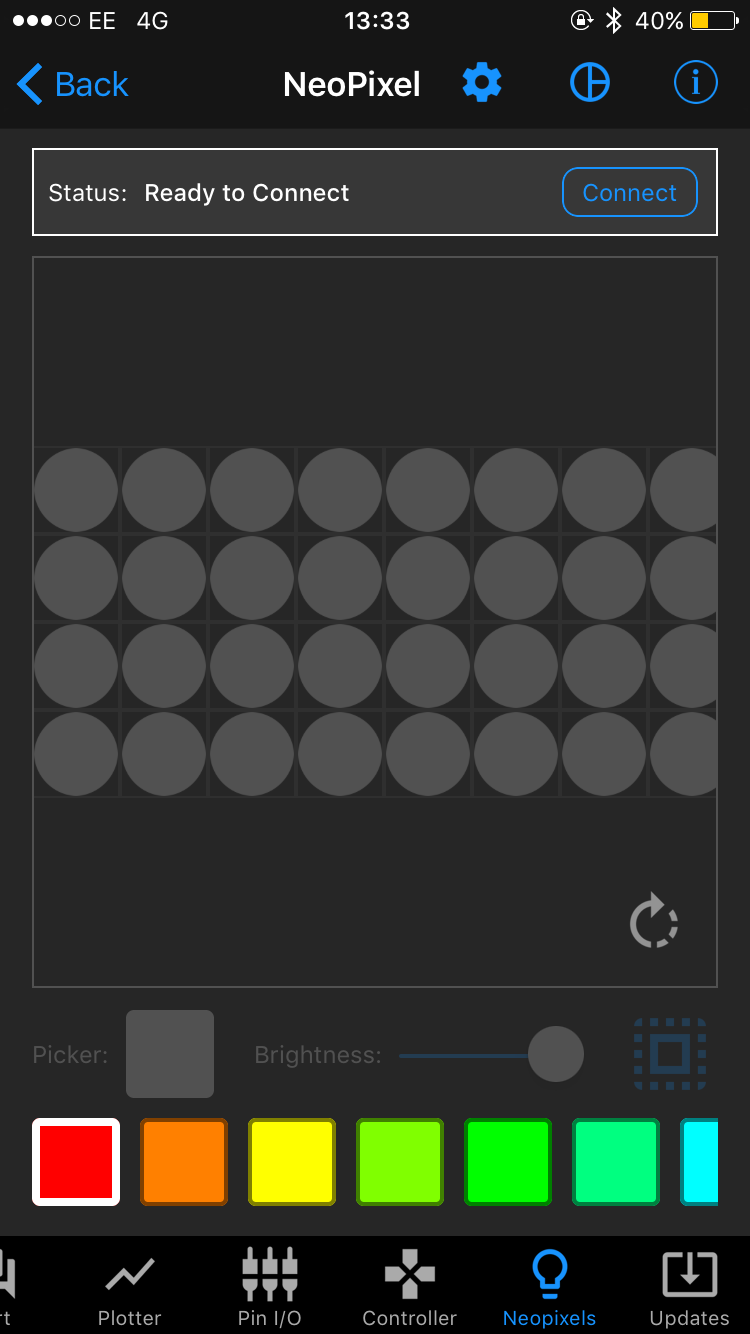 EE 4G 13:33 40%
Back NeoPixel
Status: Ready to Connect Connect
Picker: Brightness:
rt Plotter Pin I/O Controller Neopixels Updates